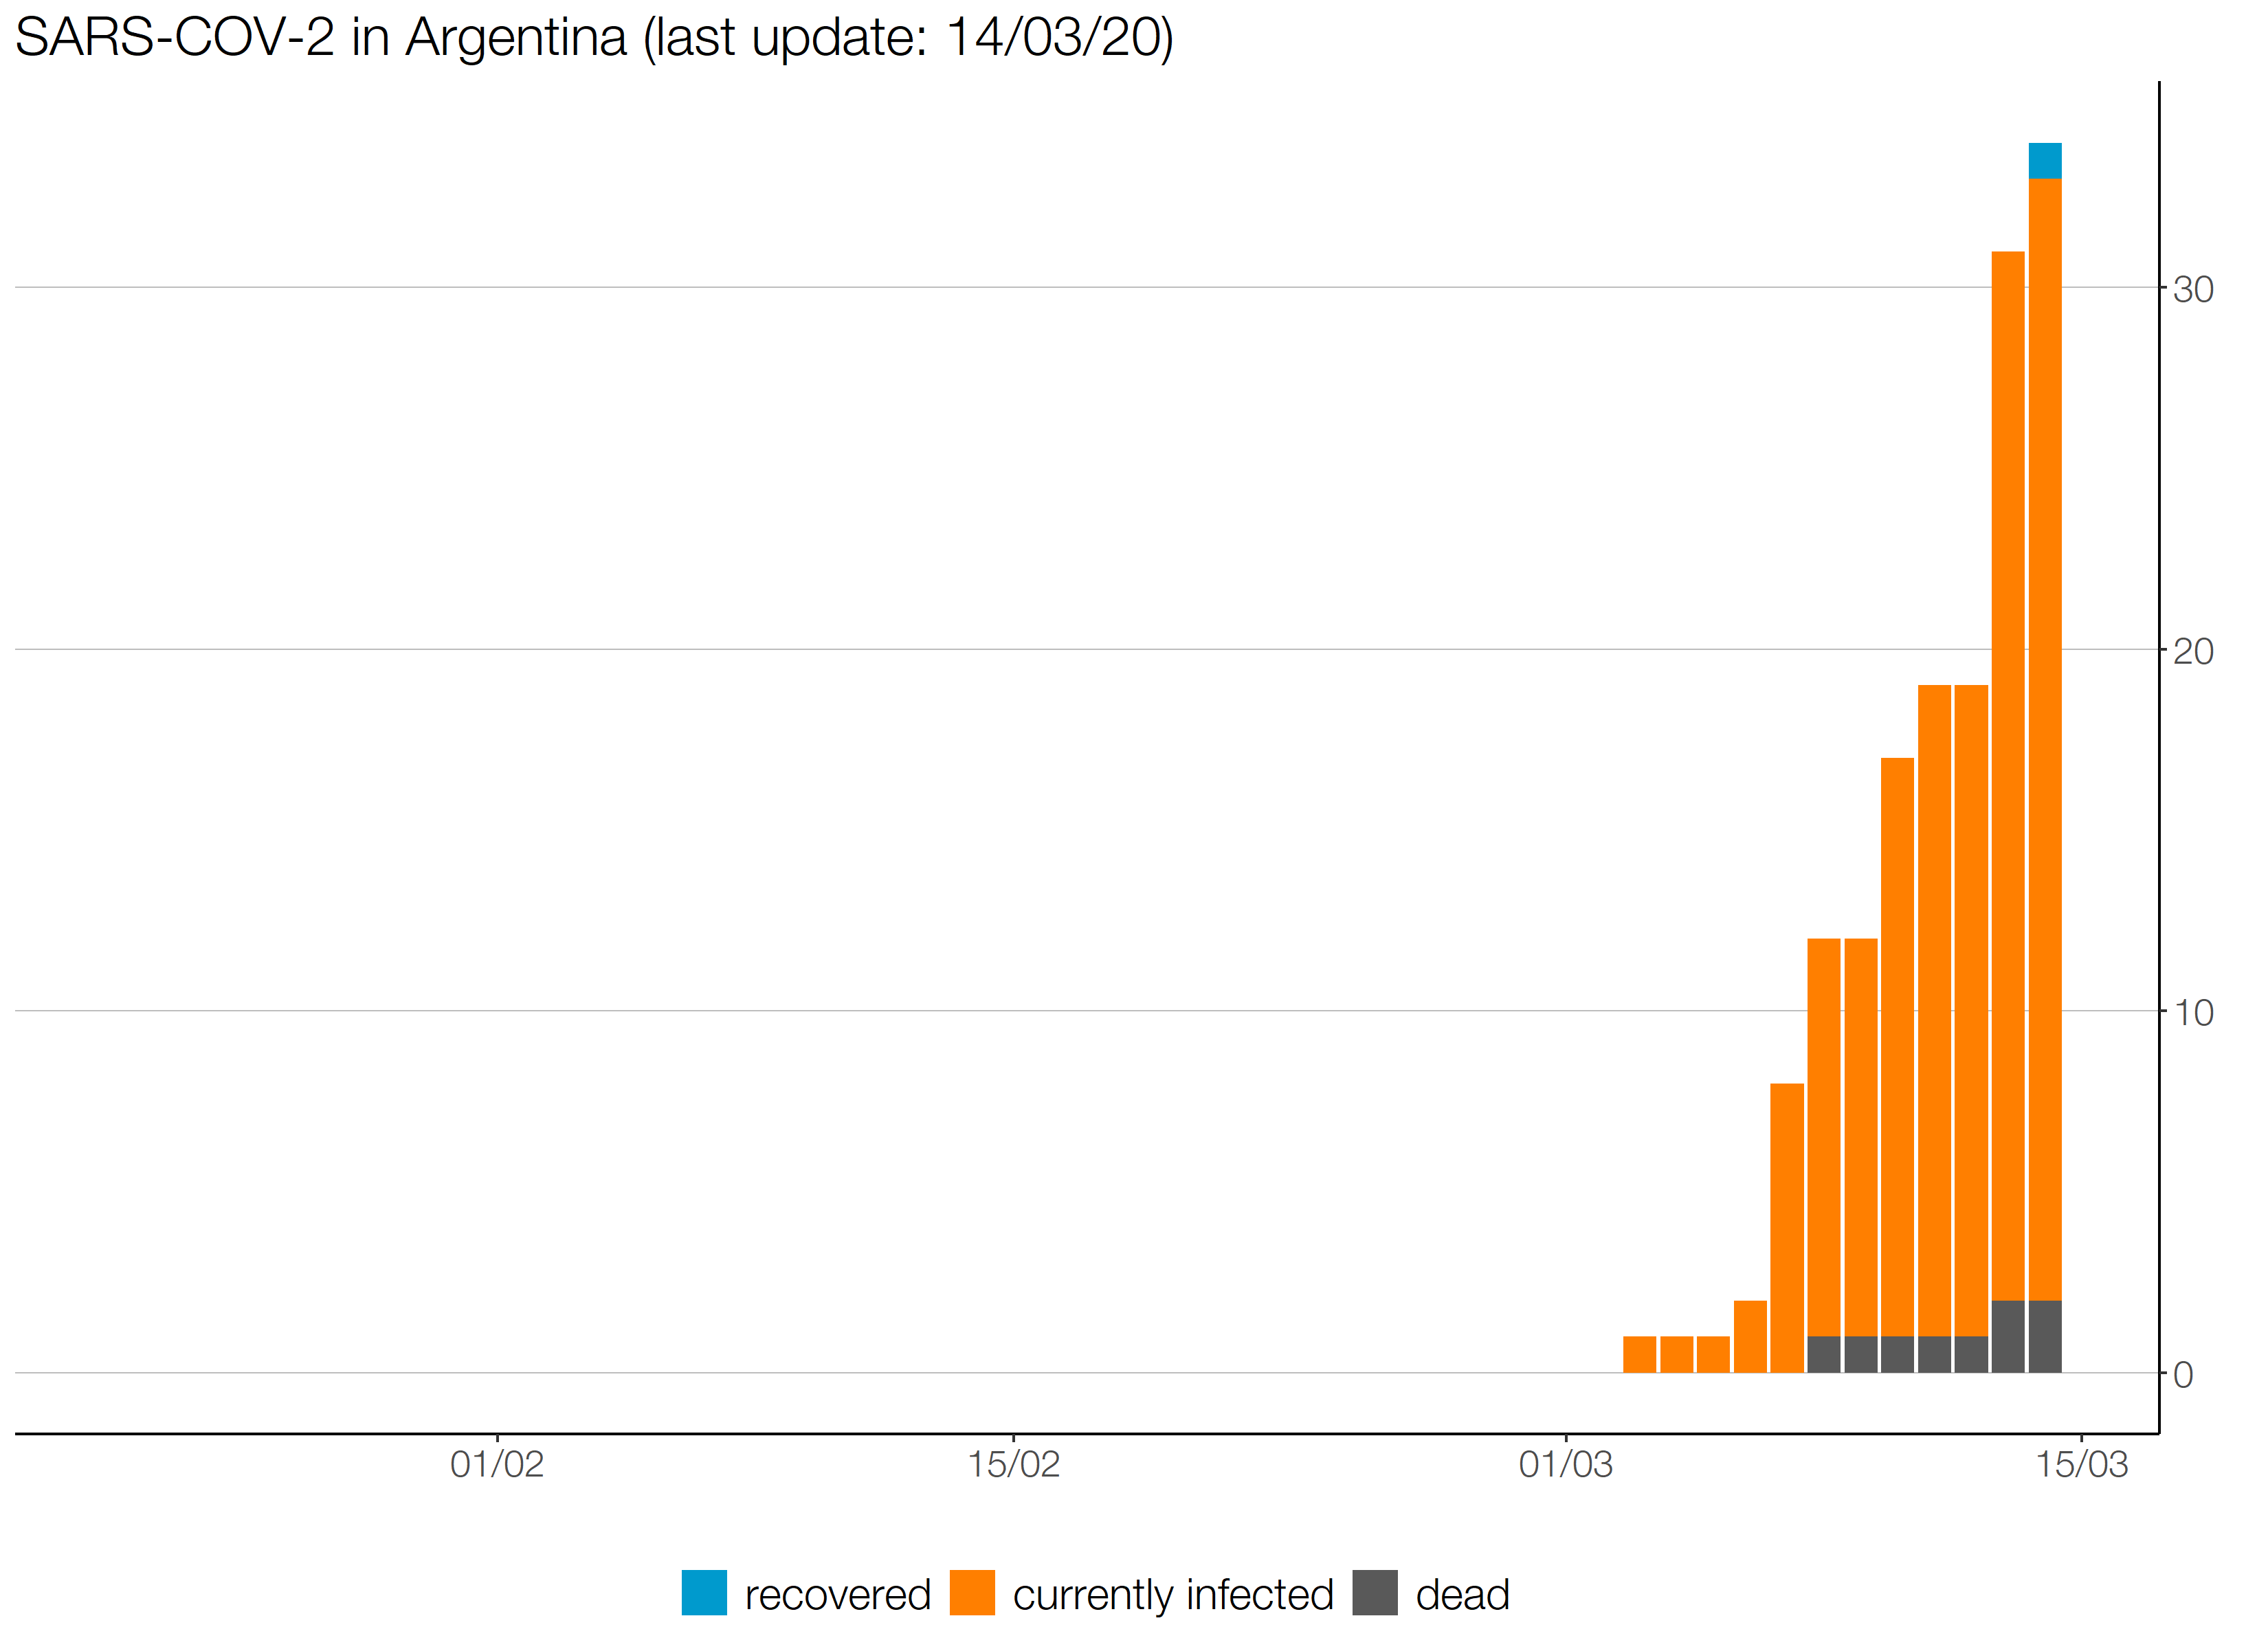 SARS-COV-2 in Argentina (last update: 14/03/20)
30
20
10
0
01/02 15/02 01/03 15/03
recovered currently infected dead